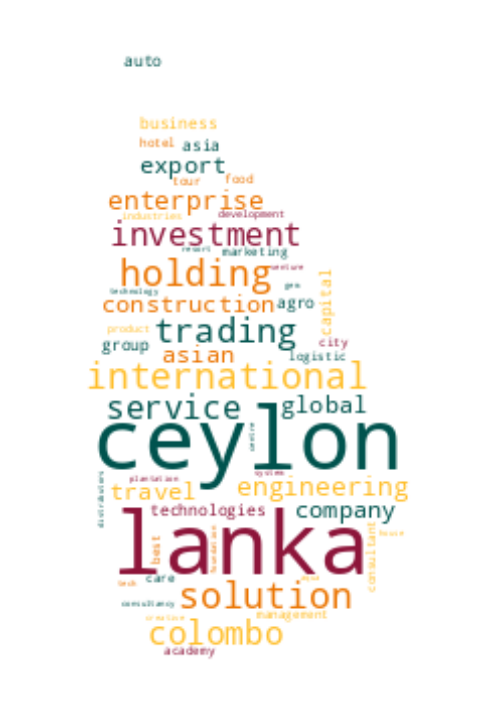 auto
business
hotel asia
export
tour food
enterprise
industries development
investment
resort marketing
holding venture
technology gem
construction agro capital
product trading
group city
asian logistic
international
service global
ceylon
centre
system
plantation
distributors
travel engineering
technologies company
lanka
best foundation consultant house
tech care
solution
consultancy
creative management
colombo
academy